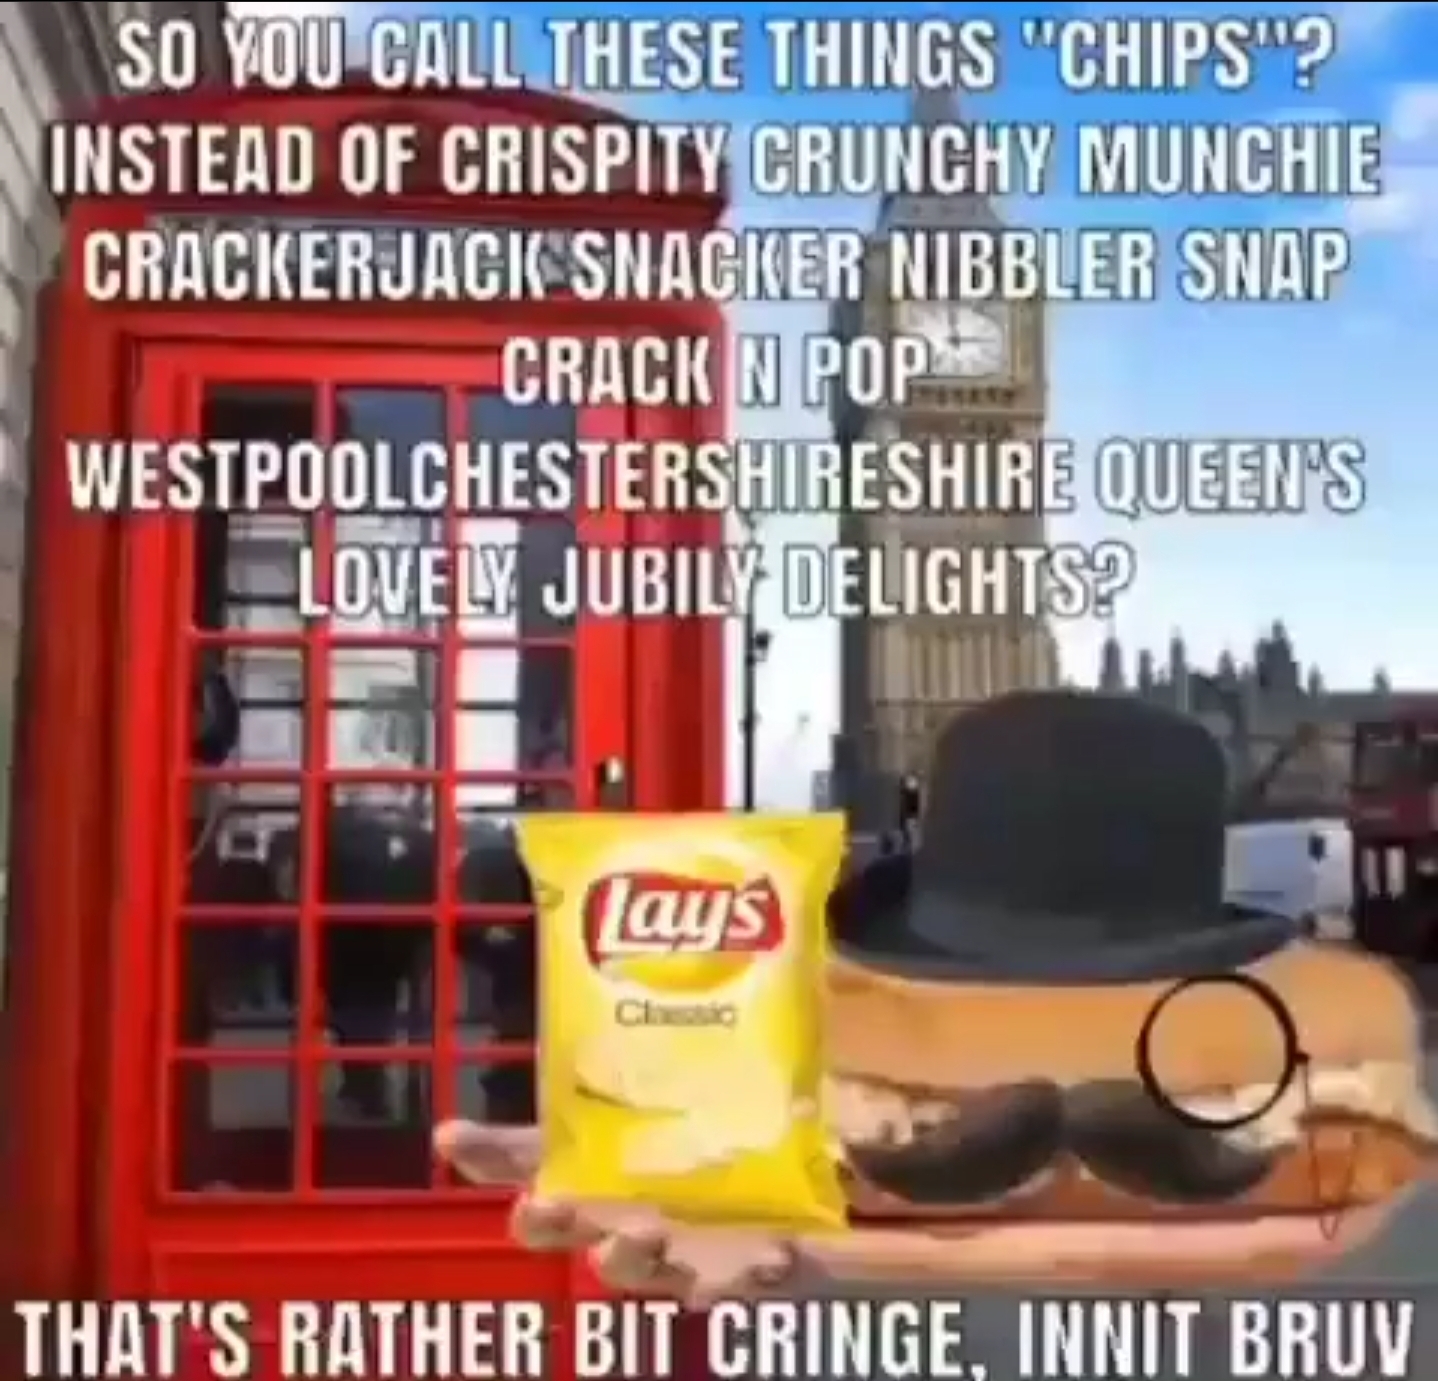 SO YOU CALL THESE THINGS "CHIPS"?
INSTEAD OF CRISPITY CRUNCHY MUNCHIE
CRACKERJACK SNACKER NIBBLER SNAP
CRACK N POP
WESTPOOLCHESTERSHIRESHIRE QUEEN'S
LOVELY JUBILY DELIGHTS?
Lay's
Classic
THAT'S RATHER BIT CRINGE, INNIT BRUV